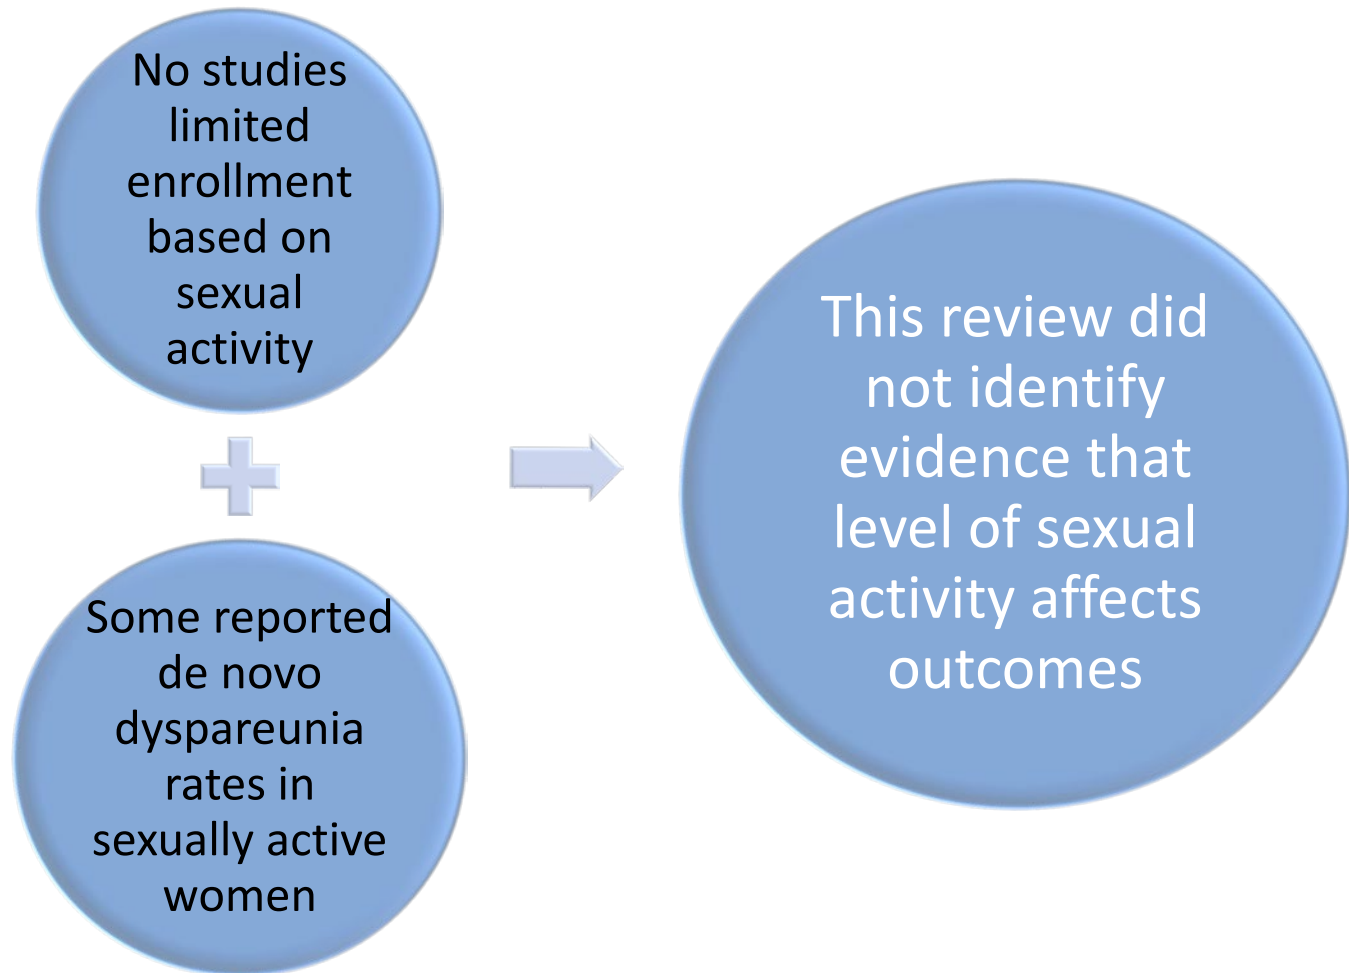 No studies
limited
enrollment
based on
sexual
activity
Some reported
de novo
dyspareunia
rates in
sexually active
women
This review did
not identify
evidence that
level of sexual
activity affects
outcomes